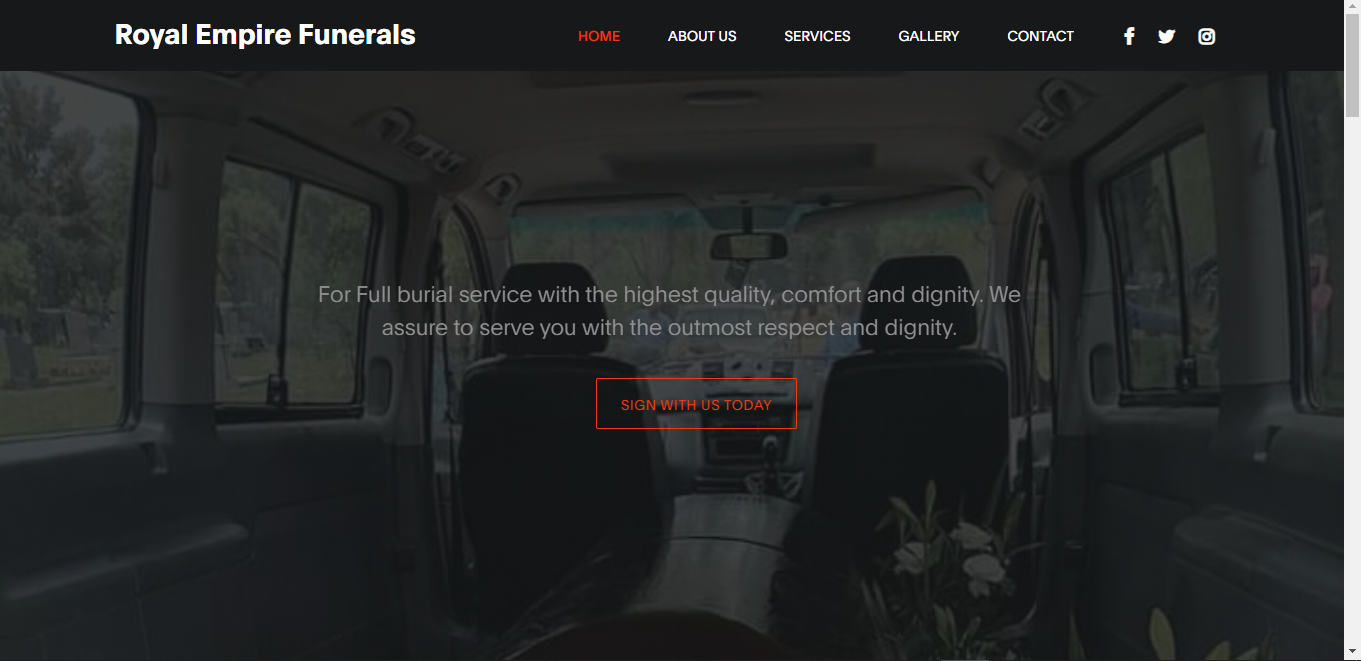 Royal Empire Funerals
HOME
ABOUT US
SERVICES
GALLERY
CONTACT
For Full burial service with the highest quality, comfort and dignity. We
assure to serve you with the outmost respect and dignity.
SIGN WITH US TODAY